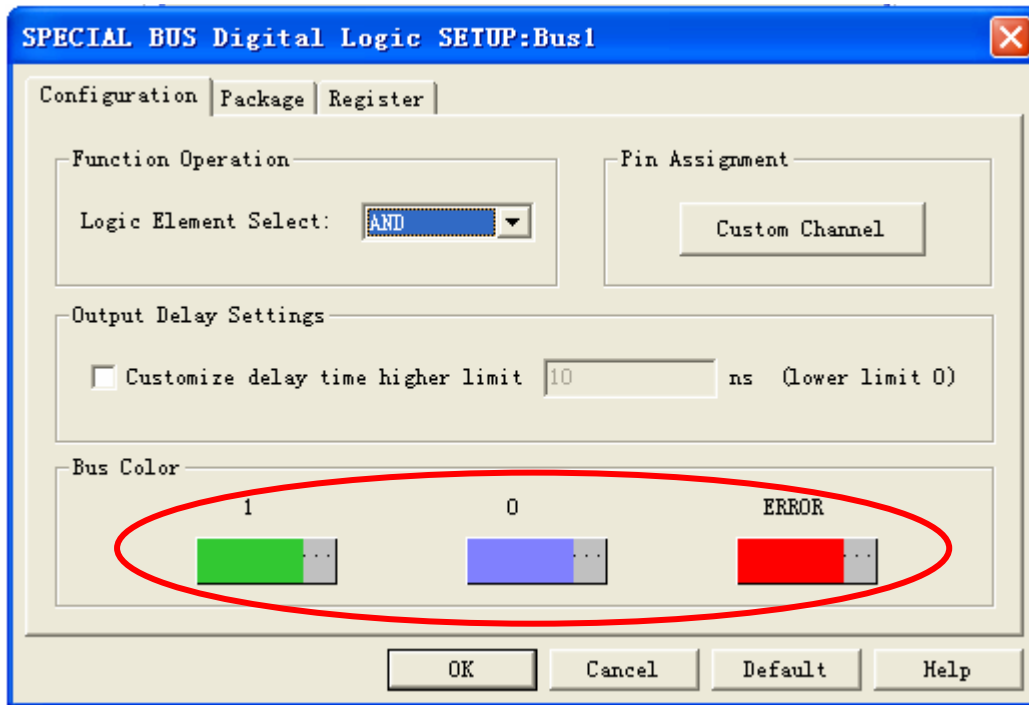 SPECIAL BUS Digital Logic SETUP:Bus1
Configuration Package Register
Function Operation
Pin Assignment
Logic Element Select: AND
Custom Channel
Output Delay Settings
Customize delay time higher limit 10 ns (lower limit 0)
Bus Color
1 0 ERROR
... ... ...
OK Cancel Default Help